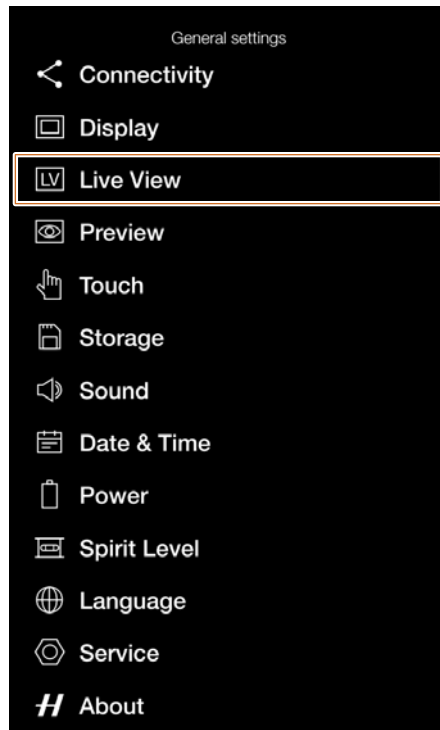 General settings
Connectivity
Display
LV Live View
Preview
Touch
Storage
Sound
Date & Time
Power
Spirit Level
Language
Service
H About